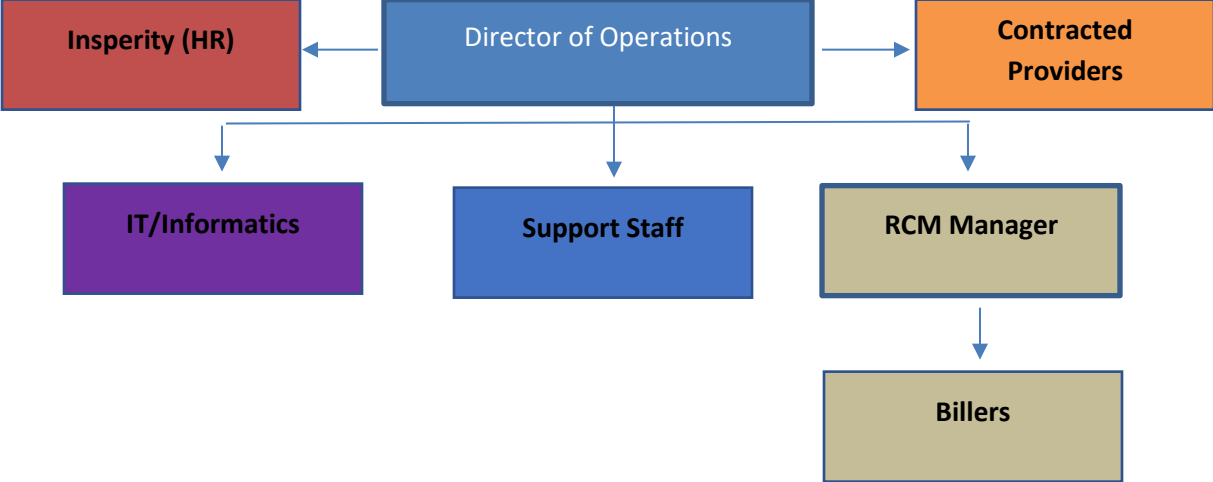 Insperity (HR)
Director of Operations
Contracted
Providers
IT/Informatics
Support Staff
RCM Manager
Billers